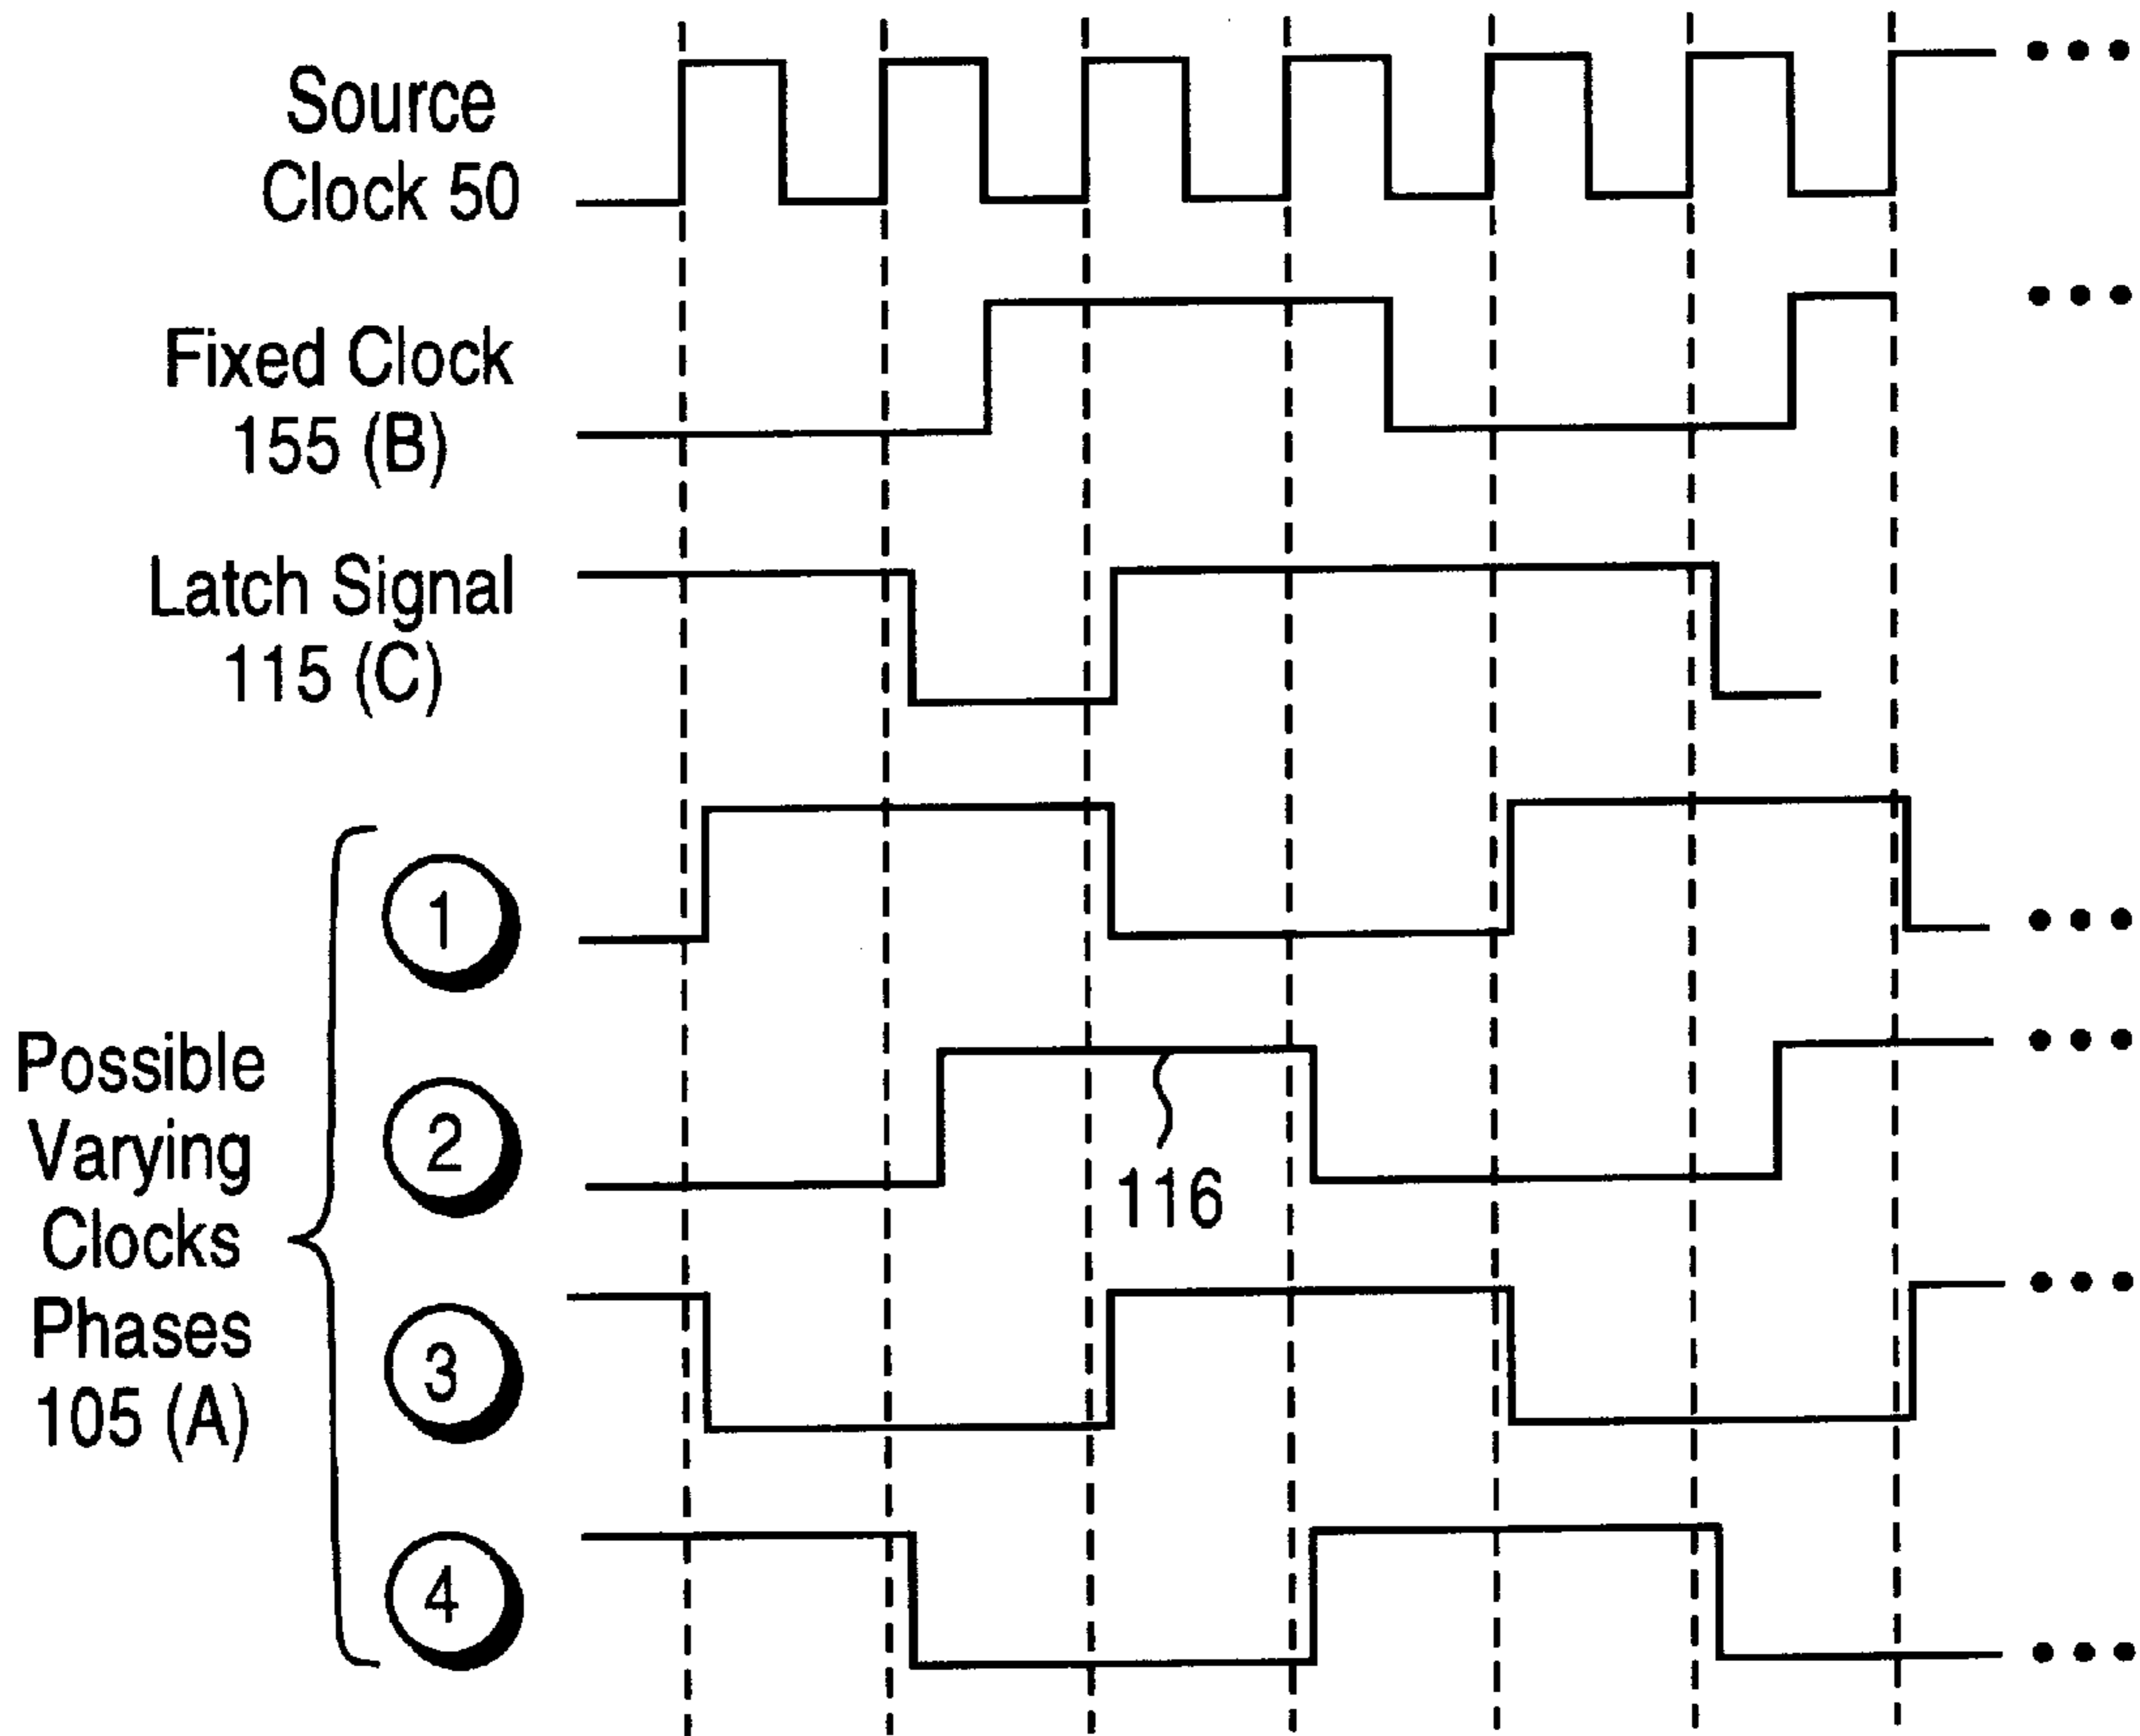 Source
Clock 50
Fixed Clock
155 (B)
Latch Signal
115 (C)
1
Possible
Varying
Clocks
Phases
105 (A)
2
116
3
4